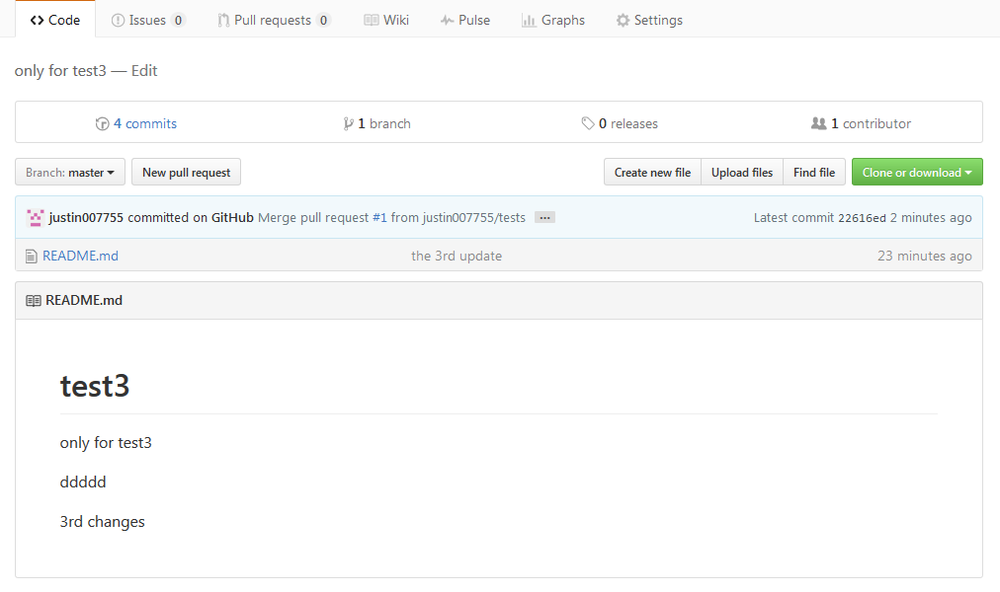 Code Issues 0 Pull requests 0 Wiki Pulse Graphs Settings
only for test3 — Edit
4 commits 1 branch 0 releases 1 contributor
Branch: master New pull request Create new file Upload files Find file Clone or download
justin007755 committed on GitHub Merge pull request #1 from justin007755/tests ... Latest commit 22616ed 2 minutes ago
README.md the 3rd update 23 minutes ago
README.md
test3
only for test3
ddddd
3rd changes